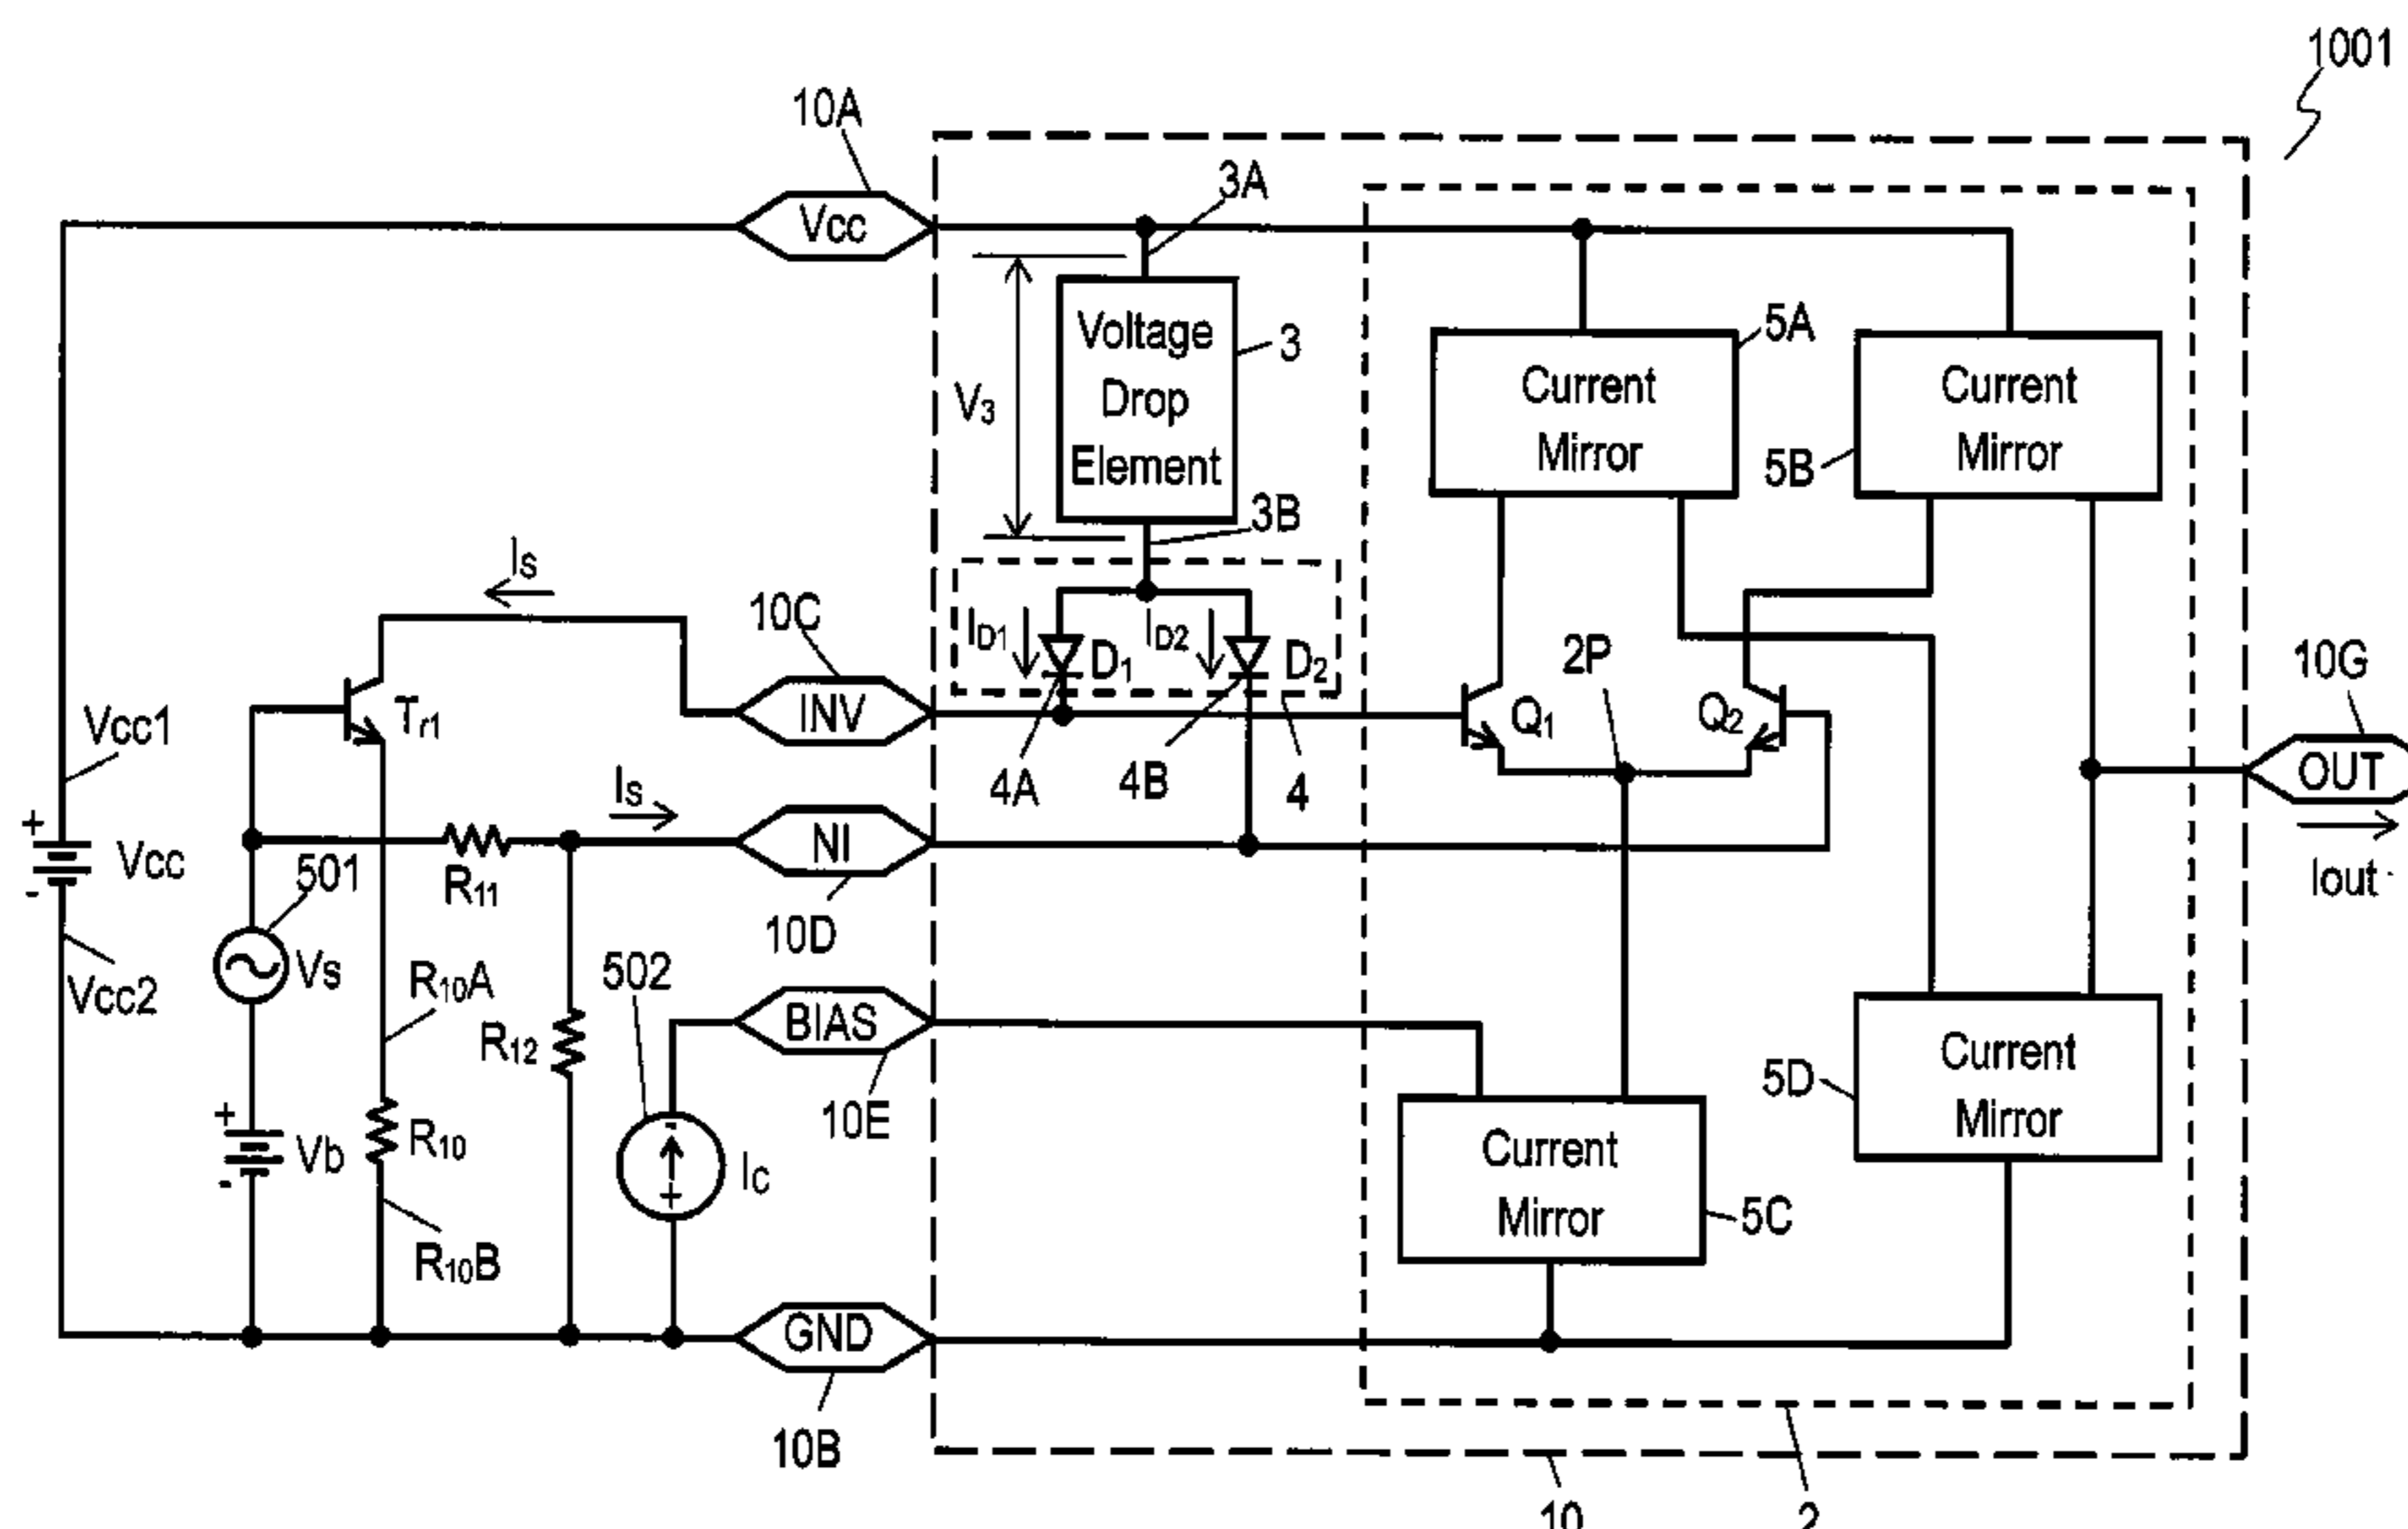 1001
10A
Vcc
3A
Voltage
Drop
Element
3
V₃
3B
5A
Current
Mirror
5B
Current
Mirror
Is
10C
INV
I_D1
D₁
I_D2
D₂
4A
4B
4
2P
Q₁
Q₂
10G
OUT
Iout
Tr1
Vcc1
+
Vcc
-
Vcc2
501
Vs
R₁₁
Is
NI
10D
R₁₀A
R₁₂
502
BIAS
10E
+
Vb
-
R₁₀
R₁₀B
-
+
Ic
GND
10B
Current
Mirror
5C
5D
Current
Mirror
10
2